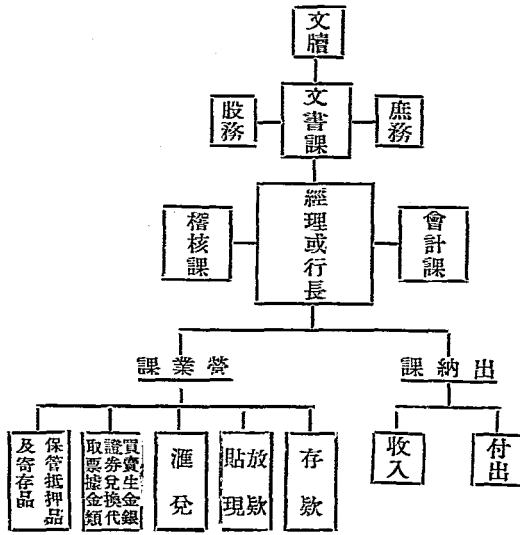 文牘
股務
文書課
庶務
稽核課
經理或行長
會計課
出納課
營業課
付出
收入
存欵
放欵
貼現
滙兌
買賣生金銀
證券兌換代
取票據金類
保管抵押品
及寄存品